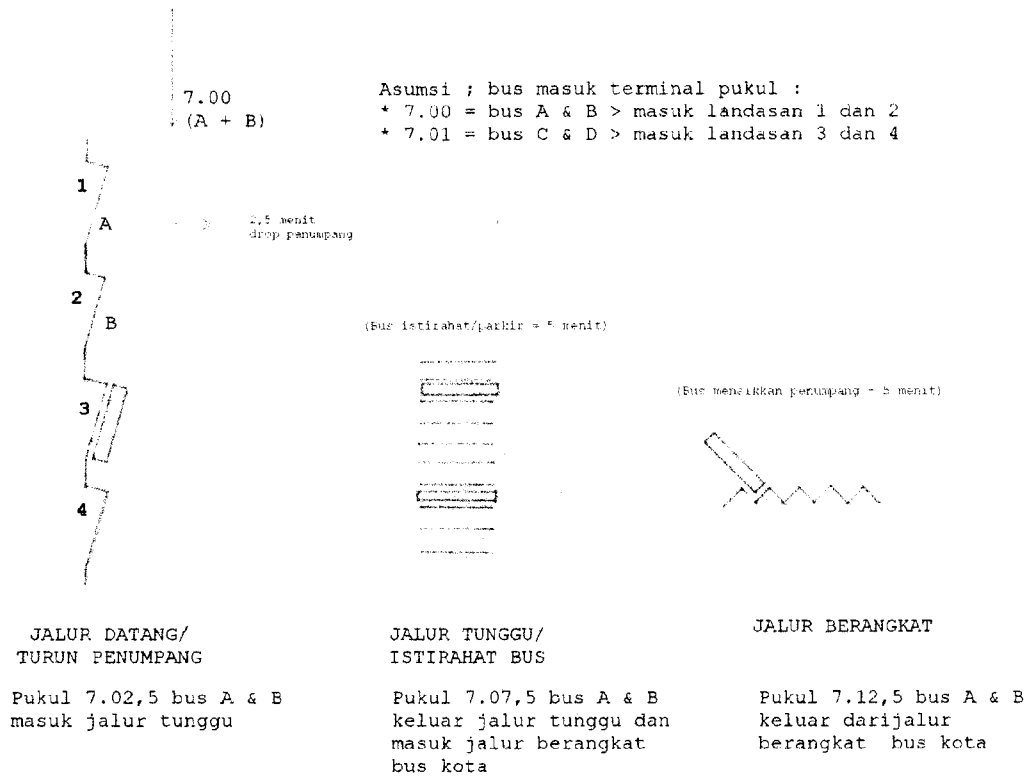 7.00
(A + B)
Asumsi ; bus masuk terminal pukul :
* 7.00 = bus A & B > masuk landasan 1 dan 2
* 7.01 = bus C & D > masuk landasan 3 dan 4
1
A
2,5 menit
drop penumpang
2
B
(Bus istirahat/parkir = 5 menit)
3
(Bus menaikkan penumpang = 5 menit)
4
JALUR DATANG/
TURUN PENUMPANG
Pukul 7.02,5 bus A & B
masuk jalur tunggu
JALUR TUNGGU/
ISTIRAHAT BUS
Pukul 7.07,5 bus A & B
keluar jalur tunggu dan
masuk jalur berangkat
bus kota
JALUR BERANGKAT
Pukul 7.12,5 bus A & B
keluar darijalur
berangkat bus kota